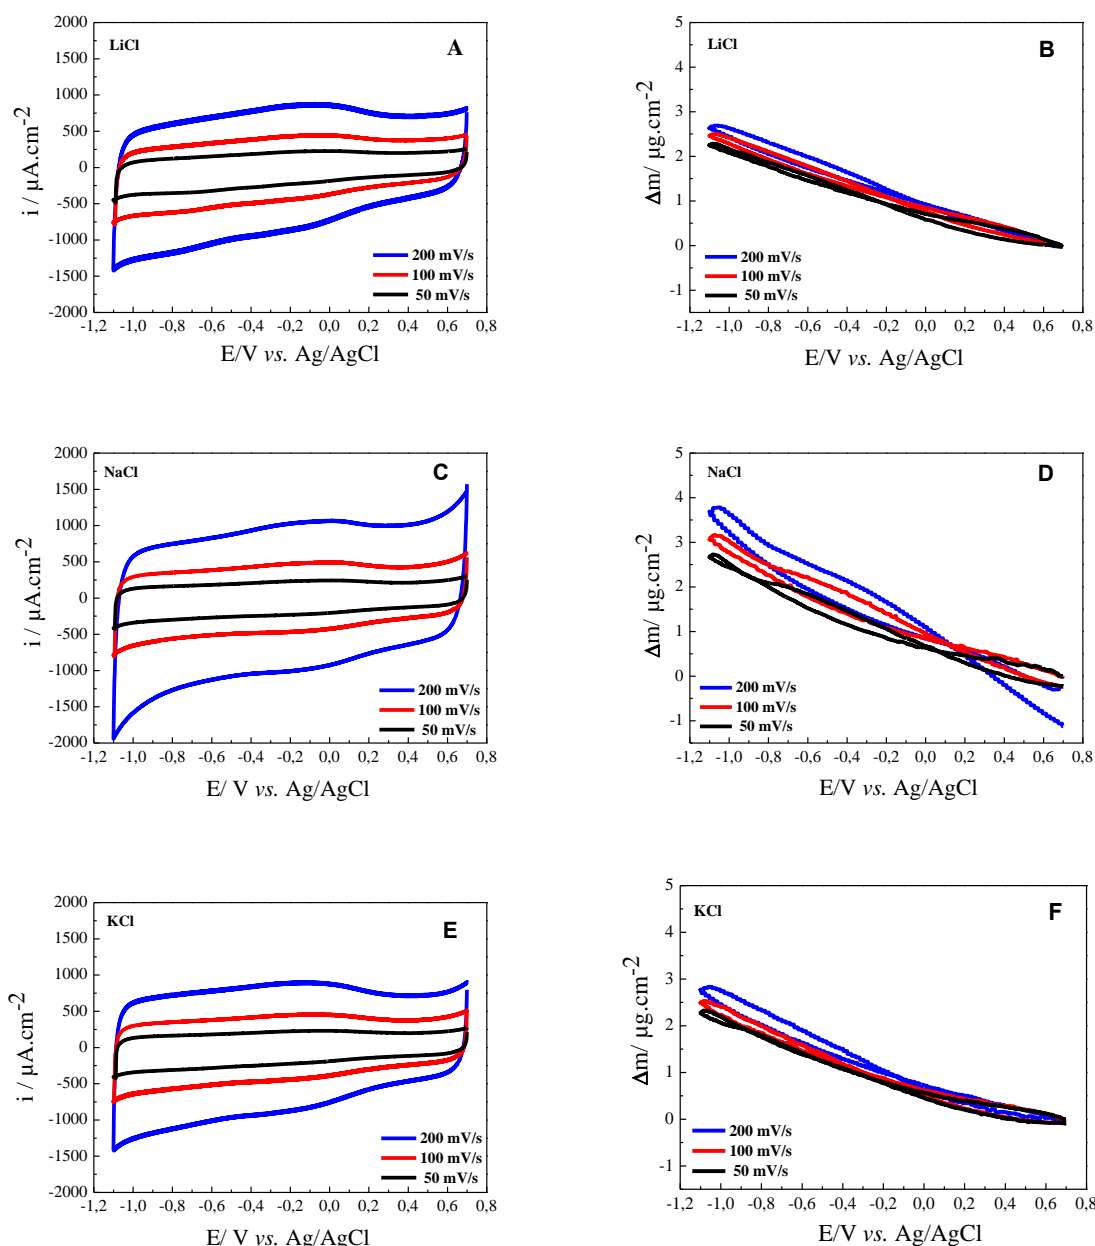 2000
1500
1000
500
0
-500
-1000
-1500
-2000
i / µA.cm-2
LiCl
A
200 mV/s
100 mV/s
50 mV/s
-1,2 -1,0 -0,8 -0,6 -0,4 -0,2 0,0 0,2 0,4 0,6 0,8
E/V vs. Ag/AgCl
5
4
3
2
1
0
-1
Δm/ µg.cm-2
LiCl
B
200 mV/s
100 mV/s
50 mV/s
-1,2 -1,0 -0,8 -0,6 -0,4 -0,2 0,0 0,2 0,4 0,6 0,8
E/V vs. Ag/AgCl
2000
1500
1000
500
0
-500
-1000
-1500
-2000
i / µA.cm-2
NaCl
C
200 mV/s
100 mV/s
50 mV/s
-1,2 -1,0 -0,8 -0,6 -0,4 -0,2 0,0 0,2 0,4 0,6 0,8
E/ V vs. Ag/AgCl
5
4
3
2
1
0
-1
Δm/ µg.cm-2
NaCl
D
200 mV/s
100 mV/s
50 mV/s
-1,2 -1,0 -0,8 -0,6 -0,4 -0,2 0,0 0,2 0,4 0,6 0,8
E/V vs. Ag/AgCl
2000
1500
1000
500
0
-500
-1000
-1500
-2000
i / µA.cm-2
KCl
E
200 mV/s
100 mV/s
50 mV/s
-1,2 -1,0 -0,8 -0,6 -0,4 -0,2 0,0 0,2 0,4 0,6 0,8
E/ V vs. Ag/AgCl
5
4
3
2
1
0
-1
Δm/ µg.cm-2
KCl
F
200 mV/s
100 mV/s
50 mV/s
-1,2 -1,0 -0,8 -0,6 -0,4 -0,2 0,0 0,2 0,4 0,6 0,8
E/V vs. Ag/AgCl